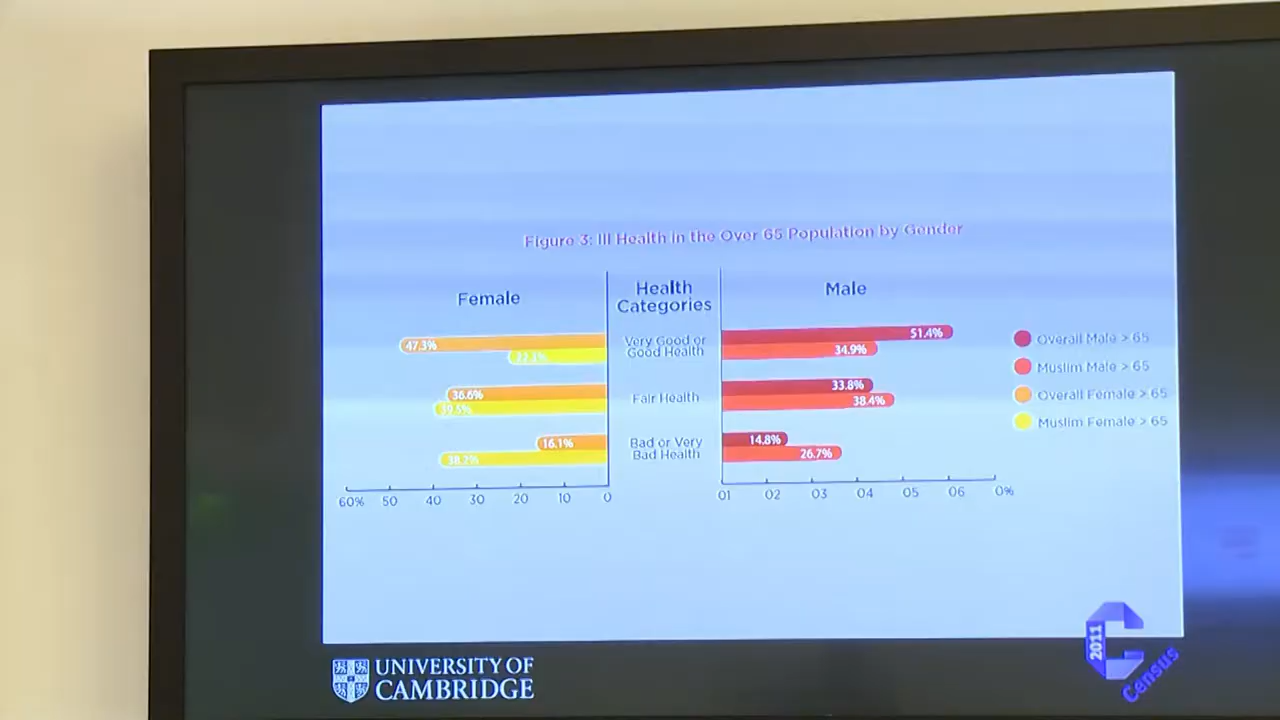 Figure 3: Ill Health in the Over 65 Population by Gender
Female
Health
Categories
Male
47.3%
Very Good or
Good Health
51.4%
34.9%
36.6%
39.5%
Fair Health
33.8%
38.4%
16.1%
38.2%
Bad or Very
Bad Health
14.8%
26.7%
Overall Male > 65
Muslim Male > 65
Overall Female > 65
Muslim Female > 65
60% 50 40 30 20 10 0
01 02 03 04 05 06 0%
UNIVERSITY OF
CAMBRIDGE
2011
Census